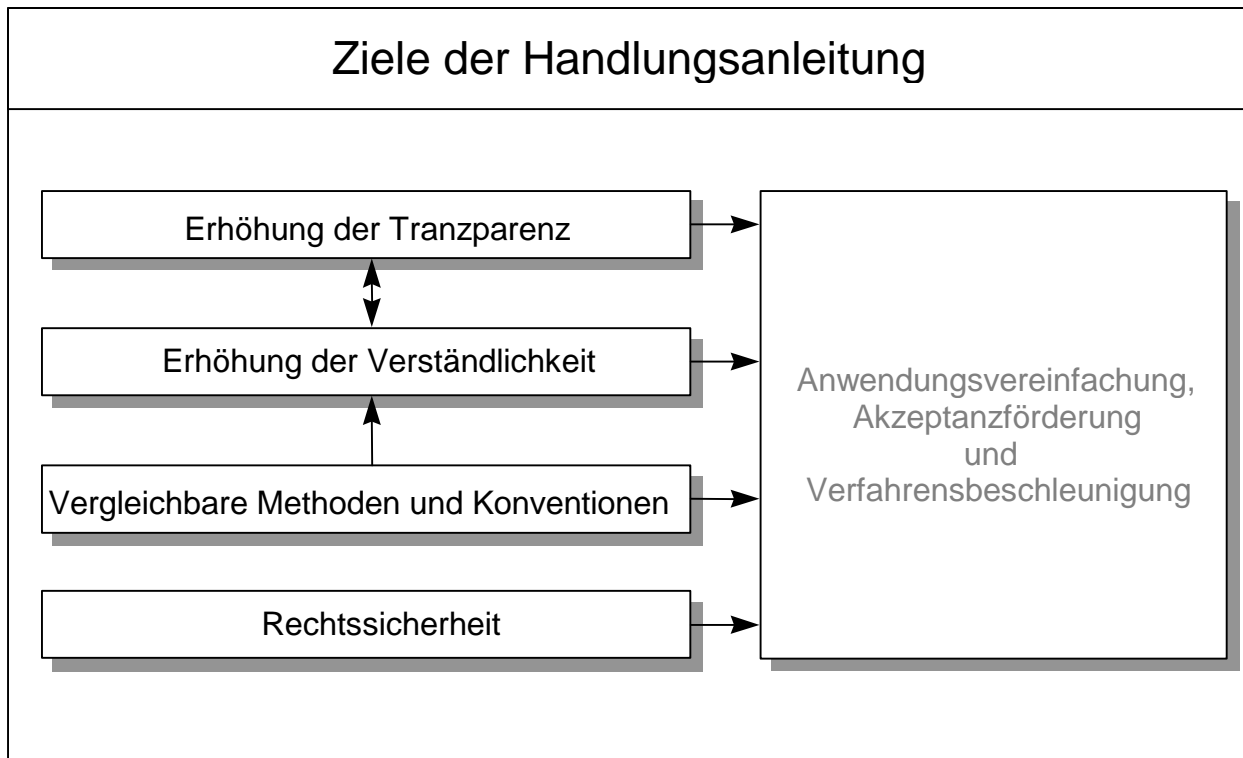 Ziele der Handlungsanleitung
Erhöhung der Tranzparenz
Erhöhung der Verständlichkeit
Vergleichbare Methoden und Konventionen
Rechtssicherheit
Anwendungsvereinfachung,
Akzeptanzförderung
und
Verfahrensbeschleunigung